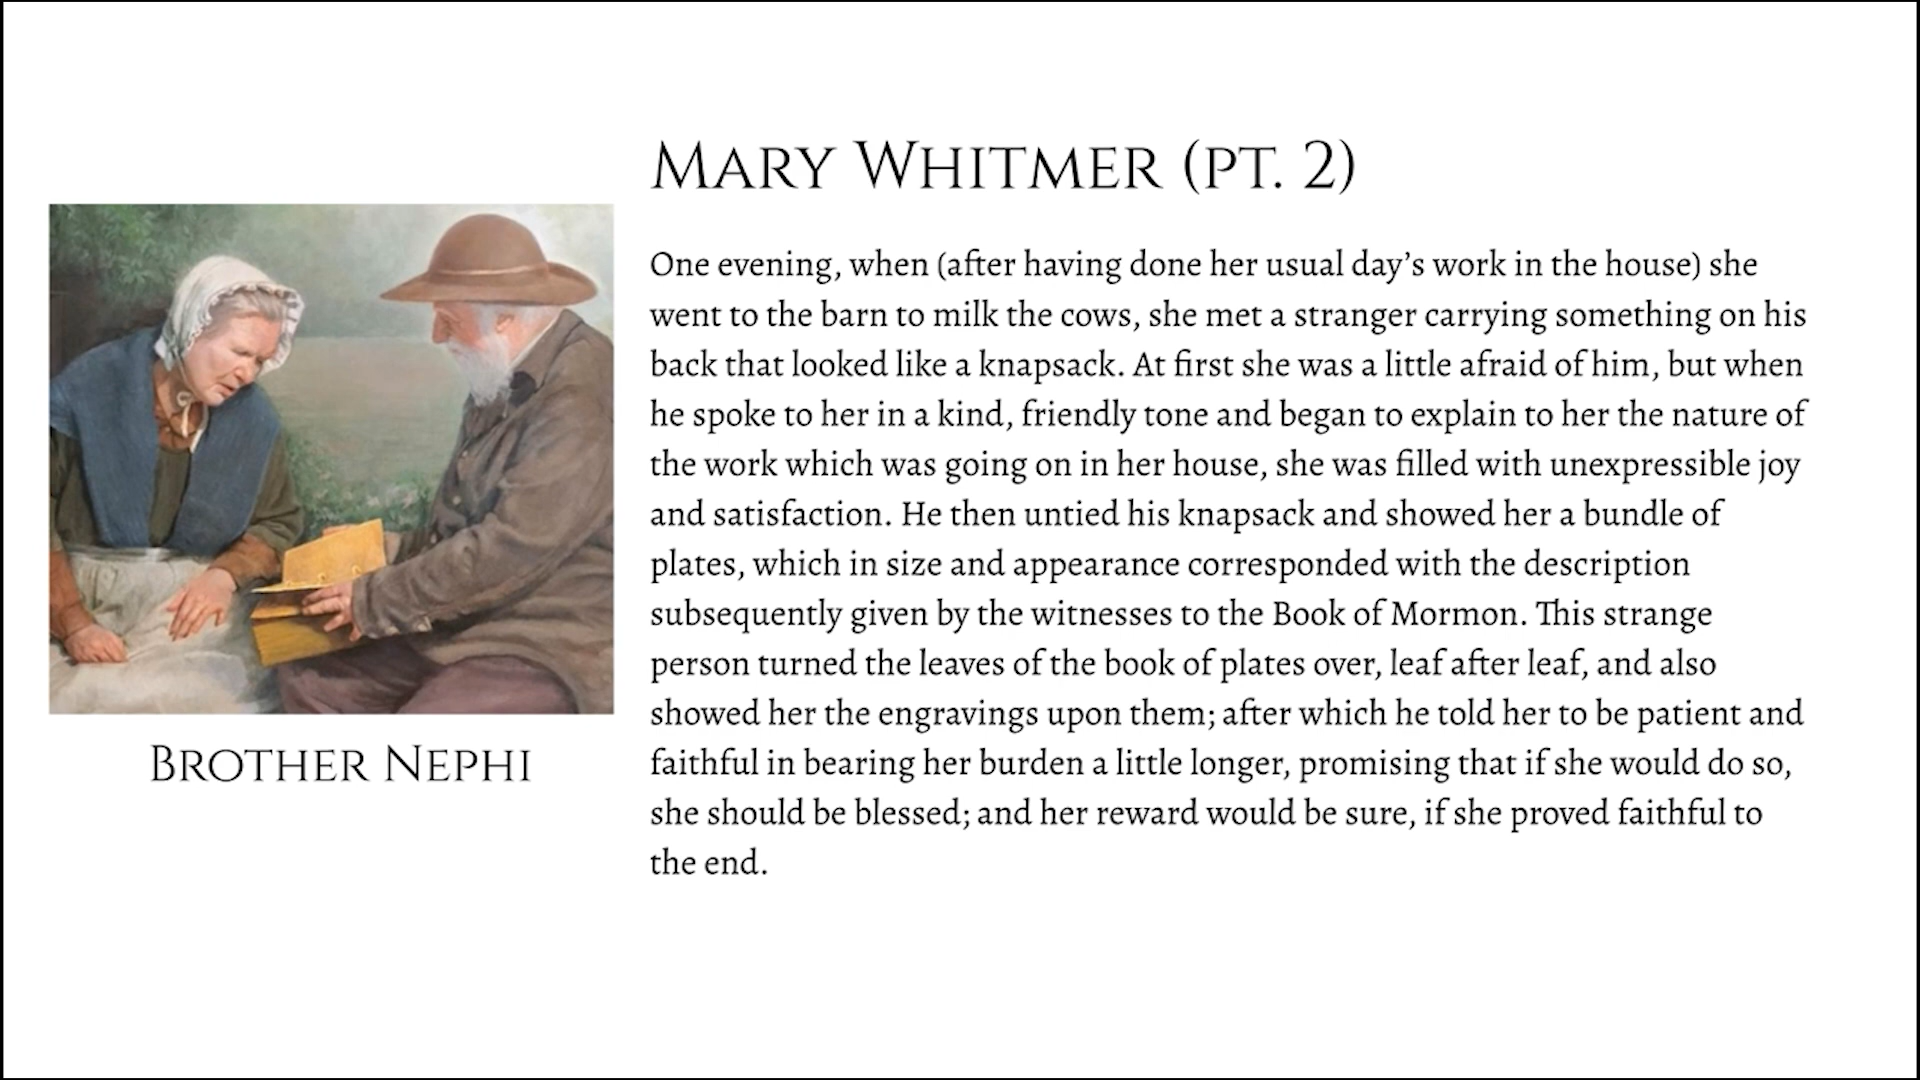 Mary Whitmer (pt. 2)
One evening, when (after having done her usual day’s work in the house) she
went to the barn to milk the cows, she met a stranger carrying something on his
back that looked like a knapsack. At first she was a little afraid of him, but when
he spoke to her in a kind, friendly tone and began to explain to her the nature of
the work which was going on in her house, she was filled with unexpressible joy
and satisfaction. He then untied his knapsack and showed her a bundle of
plates, which in size and appearance corresponded with the description
subsequently given by the witnesses to the Book of Mormon. This strange
person turned the leaves of the book of plates over, leaf after leaf, and also
showed her the engravings upon them; after which he told her to be patient and
faithful in bearing her burden a little longer, promising that if she would do so,
she should be blessed; and her reward would be sure, if she proved faithful to
the end.
Brother Nephi